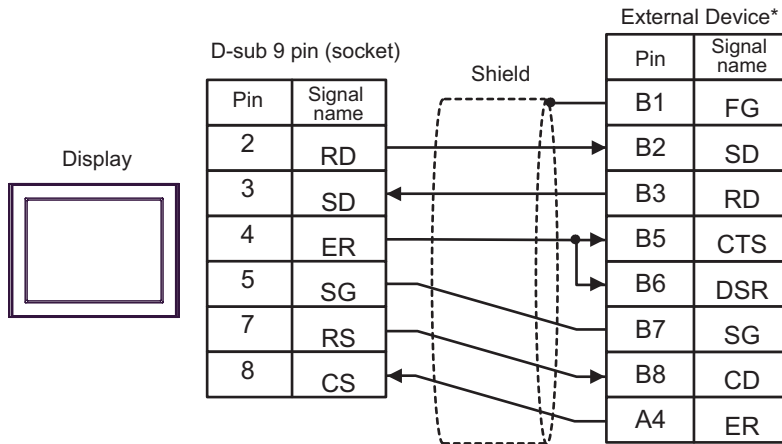 External Device*
D-sub 9 pin (socket)
Shield
Display
Pin Signal name
2 RD
3 SD
4 ER
5 SG
7 RS
8 CS
Pin Signal name
B1 FG
B2 SD
B3 RD
B5 CTS
B6 DSR
B7 SG
B8 CD
A4 ER